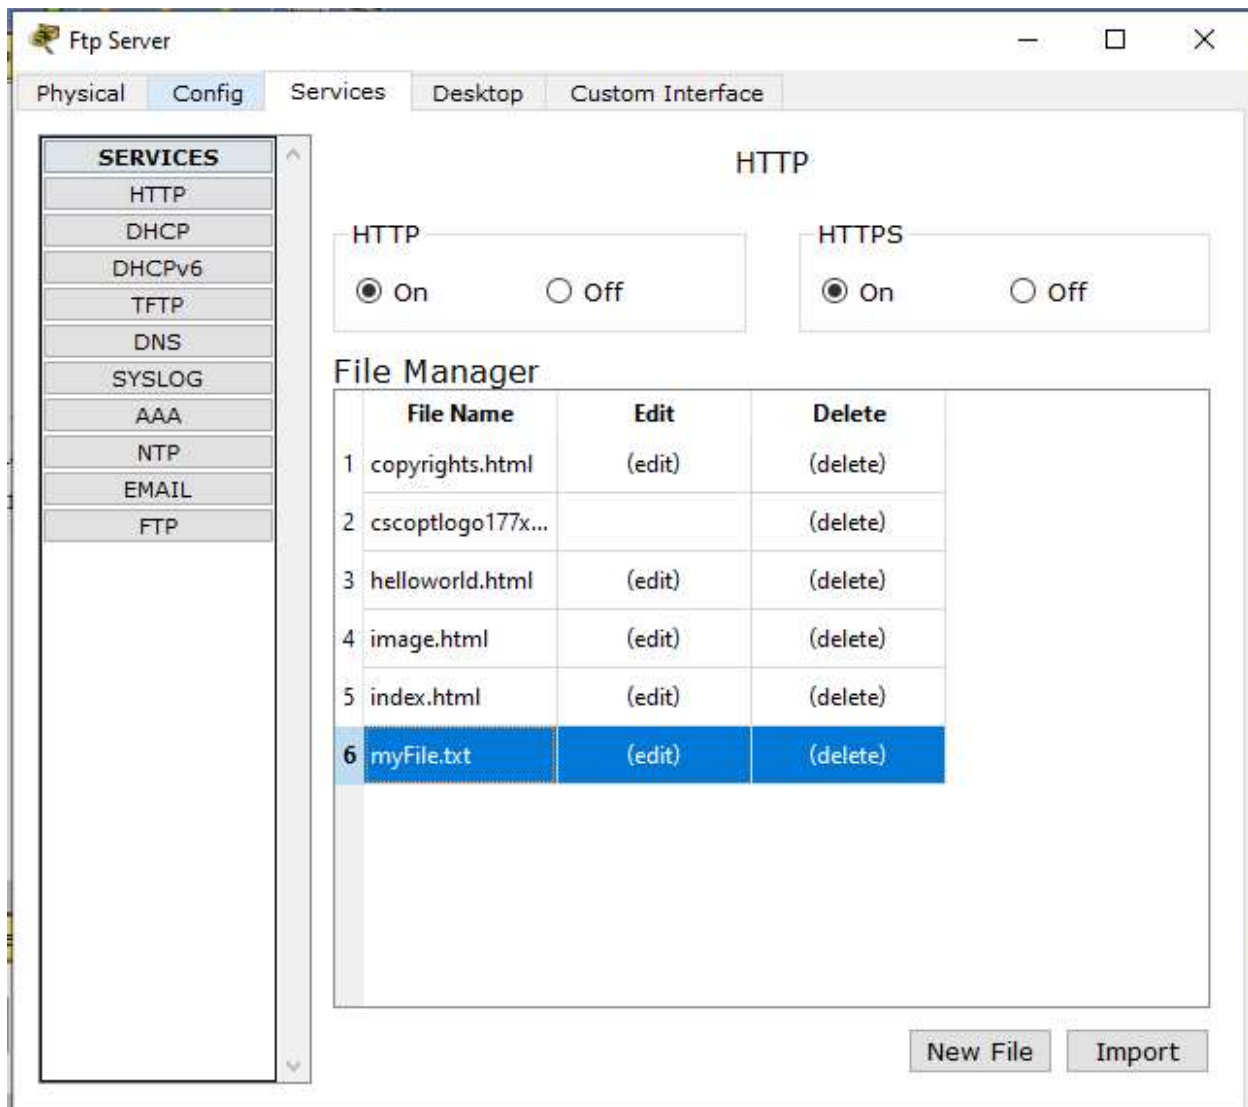 Ftp Server
Physical Config Services Desktop Custom Interface
SERVICES
HTTP
DHCP
DHCPv6
TFTP
DNS
SYSLOG
AAA
NTP
EMAIL
FTP
HTTP
HTTP
On Off
HTTPS
On Off
File Manager
File Name Edit Delete
1 copyrights.html (edit) (delete)
2 cscoptlogo177x... (delete)
3 helloworld.html (edit) (delete)
4 image.html (edit) (delete)
5 index.html (edit) (delete)
6 myFile.txt (edit) (delete)
New File Import